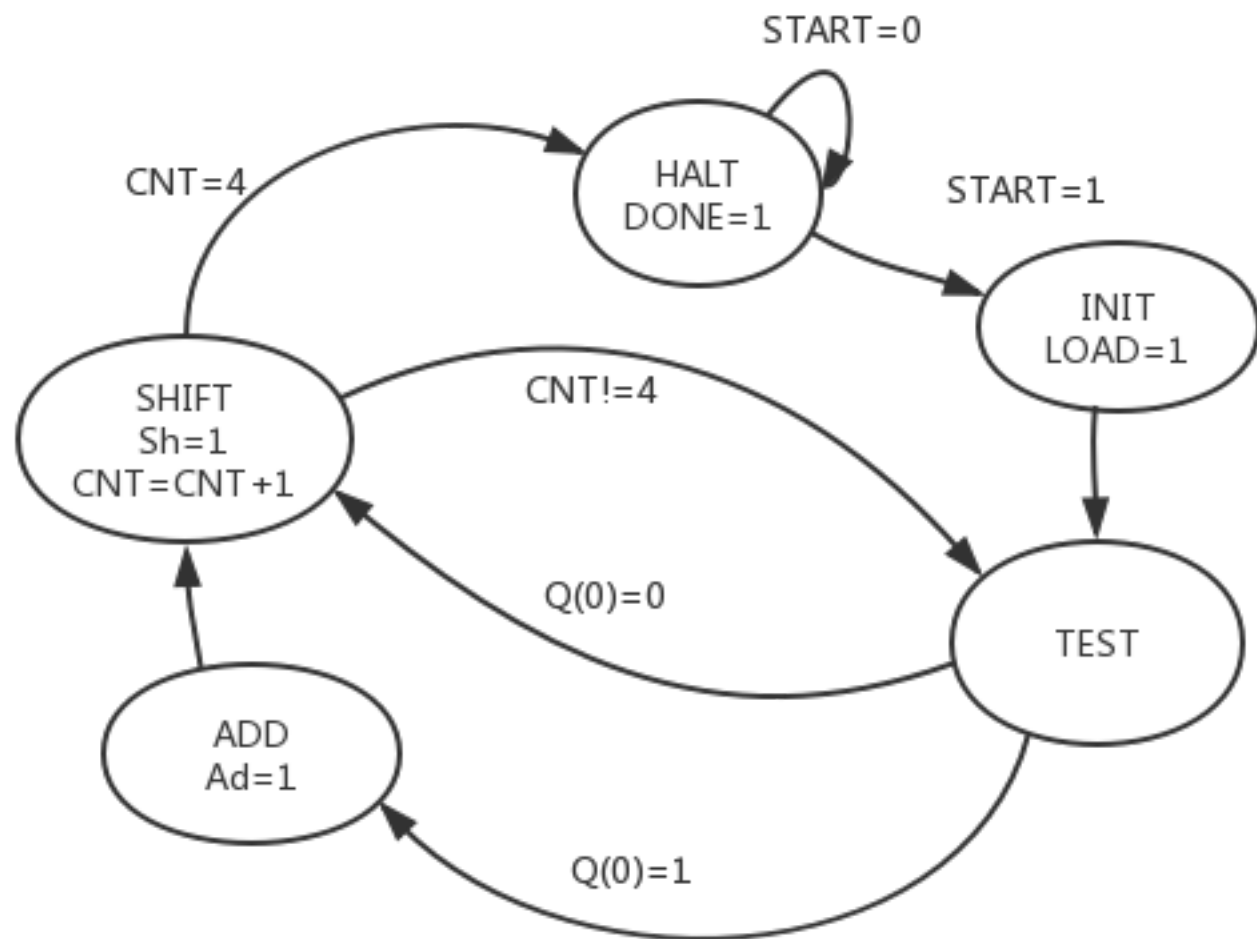 START=0
HALT
DONE=1
CNT=4
START=1
INIT
LOAD=1
SHIFT
Sh=1
CNT=CNT+1
CNT!=4
Q(0)=0
TEST
ADD
Ad=1
Q(0)=1